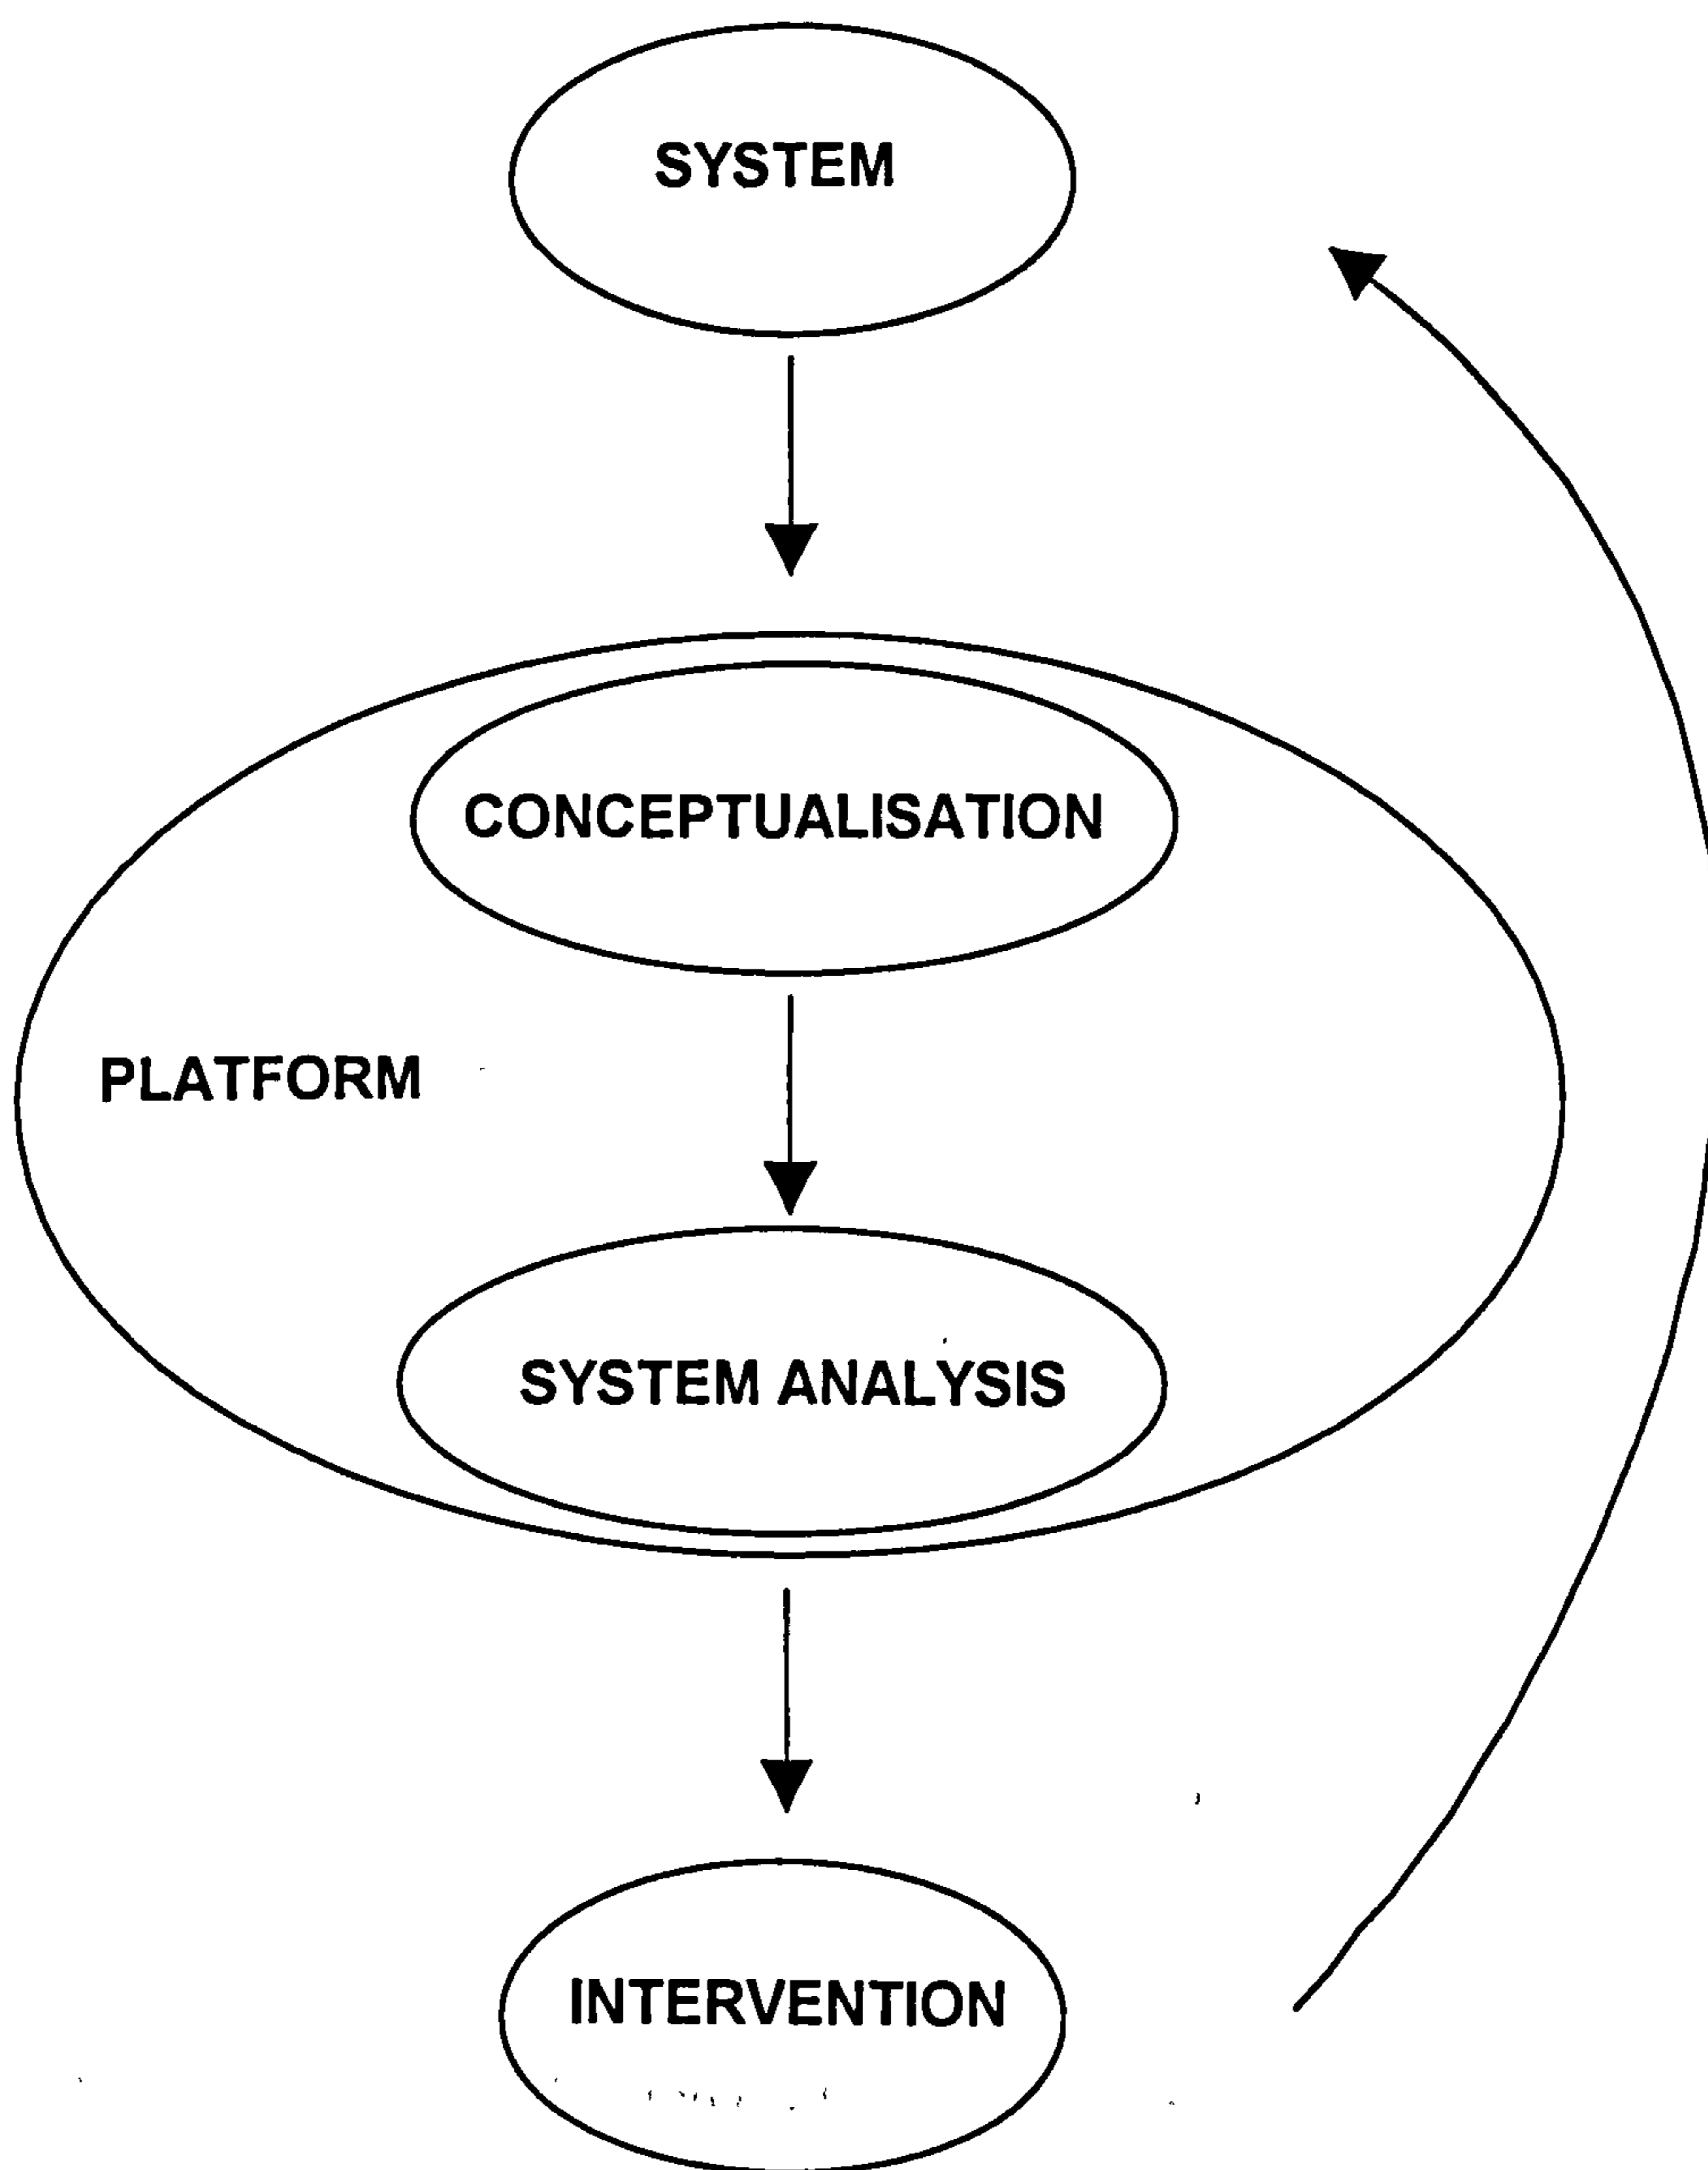 SYSTEM
CONCEPTUALISATION
PLATFORM
SYSTEM ANALYSIS
INTERVENTION